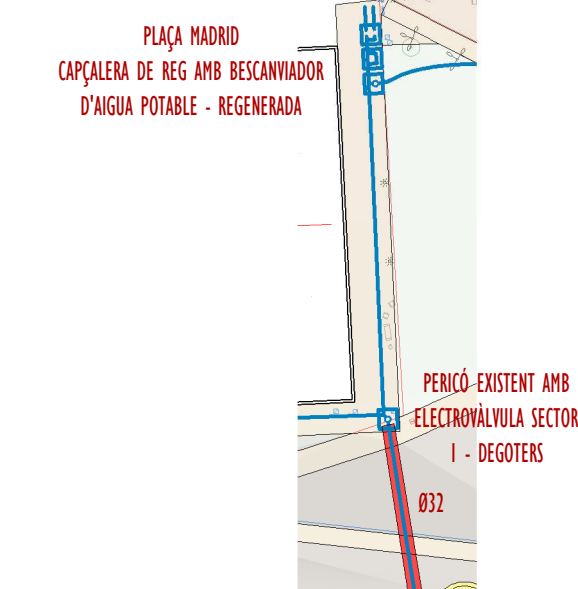 PLAÇA MADRID
CAPÇALERA DE REG AMB BESCANVIADOR
D'AIGUA POTABLE - REGENERADA
PERICÓ EXISTENT AMB
ELECTROVÀLVULA SECTOR
I - DEGOTERS
Ø32